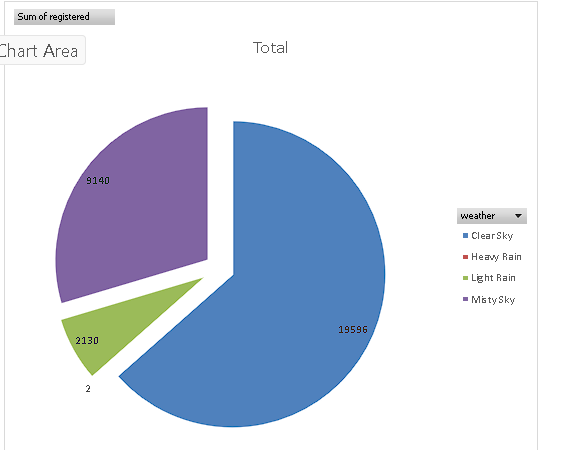 Sum of registered
Chart Area
Total
9140
weather
Clear Sky
Heavy Rain
Light Rain
Misty Sky
19596
2130
2